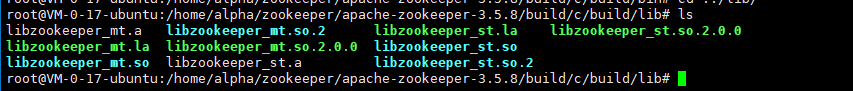 root@VM-0-17-ubuntu:/home/alpha/zookeeper/apache-zookeeper-3.5.8/build/c/build/bin# cd ../lib/
root@VM-0-17-ubuntu:/home/alpha/zookeeper/apache-zookeeper-3.5.8/build/c/build/lib# ls
libzookeeper_mt.a libzookeeper_mt.so.2 libzookeeper_st.la libzookeeper_st.so.2.0.0
libzookeeper_mt.la libzookeeper_mt.so.2.0.0 libzookeeper_st.so
libzookeeper_mt.so libzookeeper_st.a libzookeeper_st.so.2
root@VM-0-17-ubuntu:/home/alpha/zookeeper/apache-zookeeper-3.5.8/build/c/build/lib#